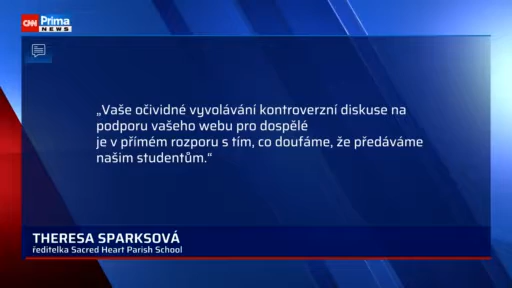 CNN Prima
NEWS
„Vaše očividné vyvolávání kontroverzní diskuse na
podporu vašeho webu pro dospělé
je v přímém rozporu s tím, co doufáme, že předáváme
našim studentům.“
THERESA SPARKSOVÁ
ředitelka Sacred Heart Parish School